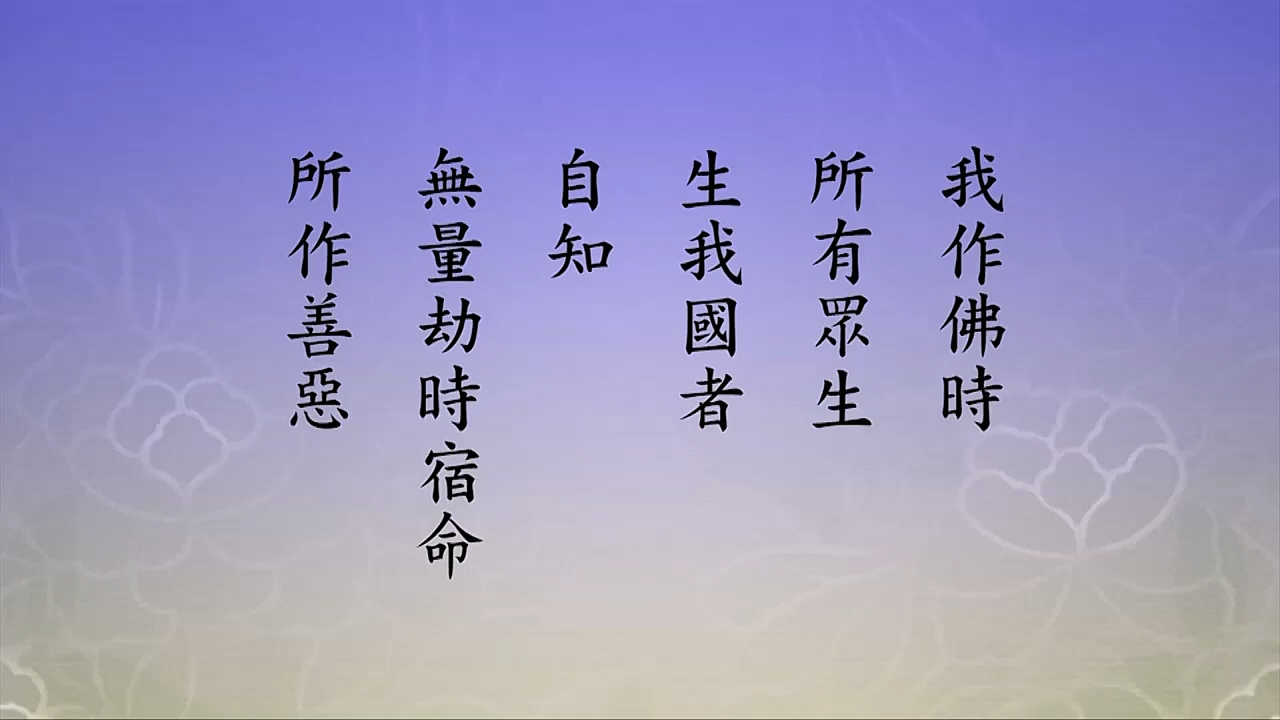 我作佛時
所有眾生
生我國者
自知
無量劫時宿命
所作善惡